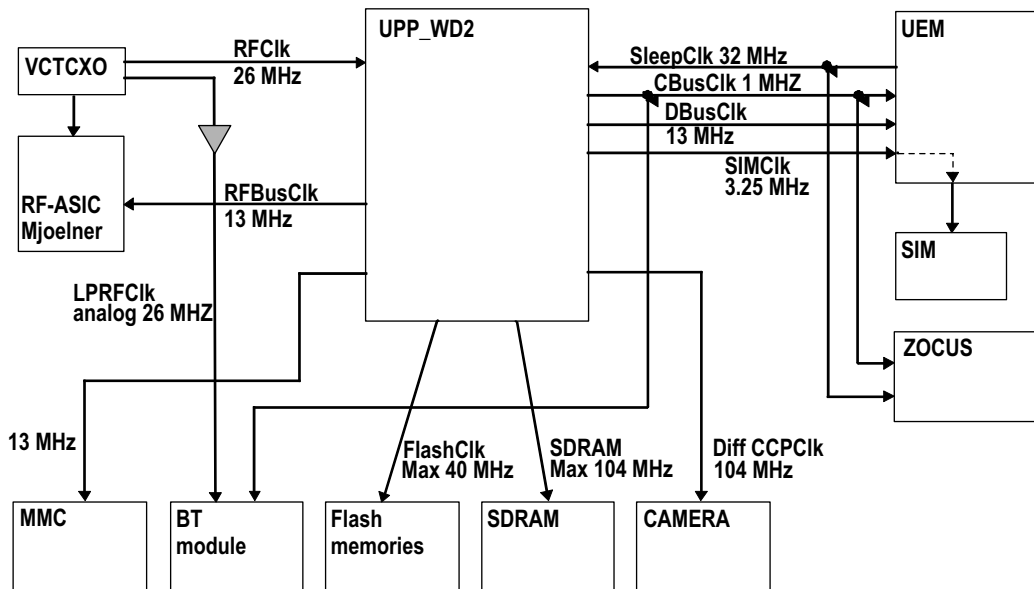 UPP_WD2
UEM
VCTCXO
RFClk
26 MHz
SleepClk 32 MHz
CBusClk 1 MHZ
DBusClk
13 MHz
SIMClk
3.25 MHz
RF-ASIC
Mjoelner
RFBusClk
13 MHz
SIM
LPRFClk
analog 26 MHZ
ZOCUS
13 MHz
FlashClk
Max 40 MHz
SDRAM
Max 104 MHz
Diff CCPClk
104 MHz
MMC
BT
module
Flash
memories
SDRAM
CAMERA